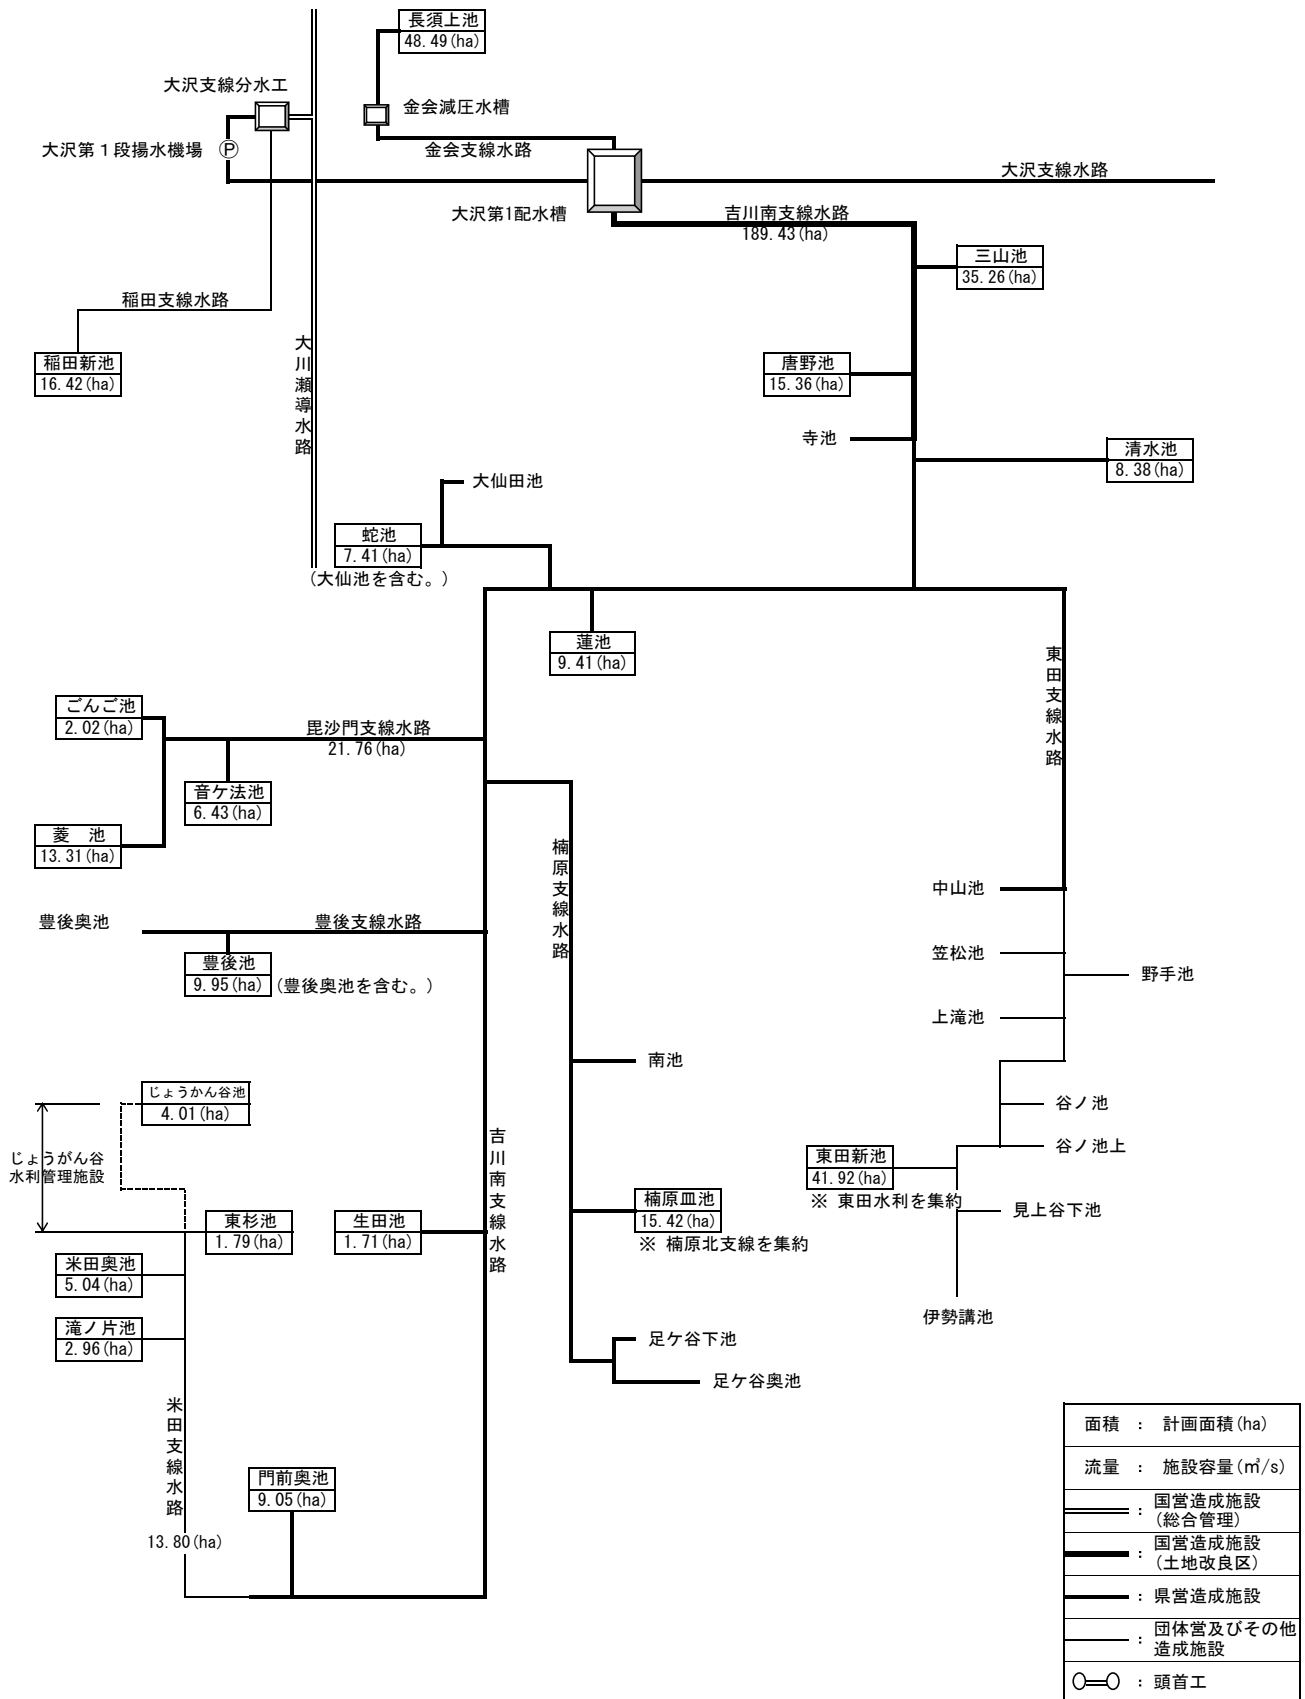 長須上池
48.49(ha)
大沢支線分水工
金会減圧水槽
大沢第１段揚水機場
Ⓟ
金会支線水路
大沢支線水路
大沢第1配水槽
吉川南支線水路
189.43(ha)
三山池
35.26(ha)
稲田支線水路
大川瀬導水路
稲田新池
16.42(ha)
唐野池
15.36(ha)
寺池
清水池
8.38(ha)
大仙田池
蛇池
7.41(ha)
(大仙池を含む。)
蓮池
9.41(ha)
東田支線水路
ごんご池
2.02(ha)
毘沙門支線水路
21.76(ha)
音ケ法池
6.43(ha)
菱　池
13.31(ha)
楠原支線水路
中山池
豊後奥池
豊後支線水路
豊後池
9.95(ha)
(豊後奥池を含む。)
笠松池
野手池
上滝池
南池
じょうかん谷池
4.01(ha)
谷ノ池
吉川南支線水路
じょうがん谷
水利管理施設
谷ノ池上
東田新池
41.92(ha)
※ 東田水利を集約
楠原皿池
15.42(ha)
※ 楠原北支線を集約
見上谷下池
東杉池
1.79(ha)
生田池
1.71(ha)
米田奥池
5.04(ha)
伊勢講池
滝ノ片池
2.96(ha)
足ケ谷下池
足ケ谷奥池
米田支線水路
13.80(ha)
門前奥池
9.05(ha)
面積 ： 計画面積(ha)
流量 ： 施設容量(㎥/s)
： 国営造成施設
(総合管理)
： 国営造成施設
(土地改良区)
： 県営造成施設
： 団体営及びその他
造成施設
： 頭首工